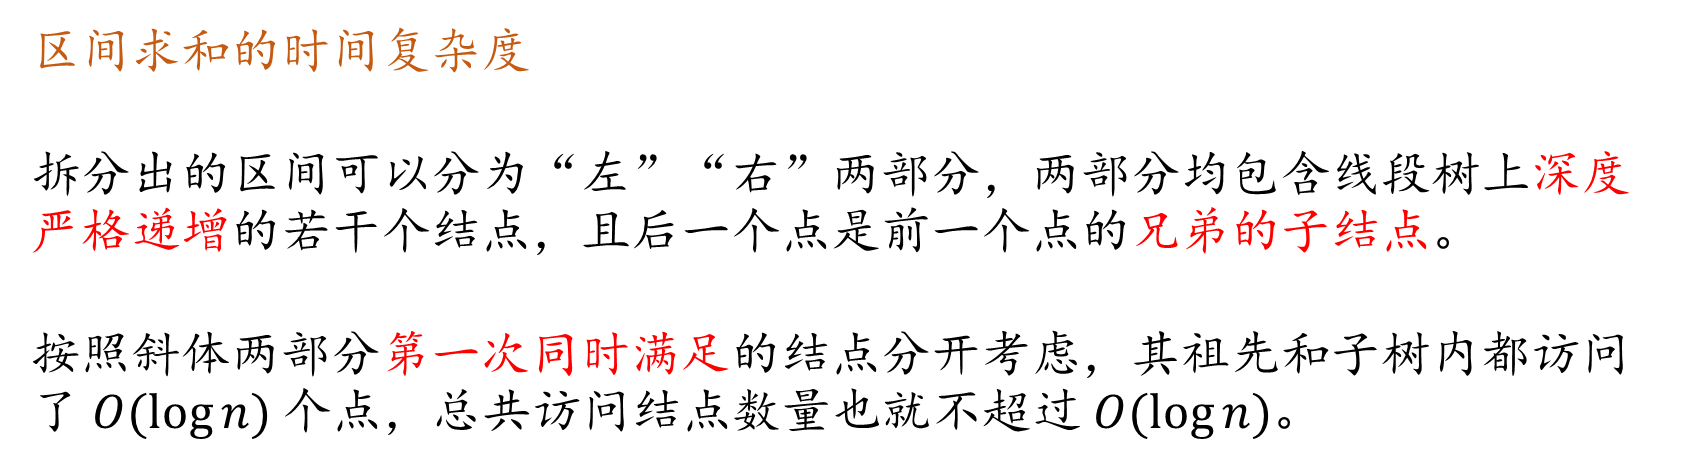 区间求和的时间复杂度
拆分出的区间可以分为“左”“右”两部分，两部分均包含线段树上深度
严格递增的若干个结点，且后一个点是前一个点的兄弟的子结点。
按照斜体两部分第一次同时满足的结点分开考虑，其祖先和子树内都访问
了 O(log n) 个点，总共访问结点数量也就不超过 O(log n)。